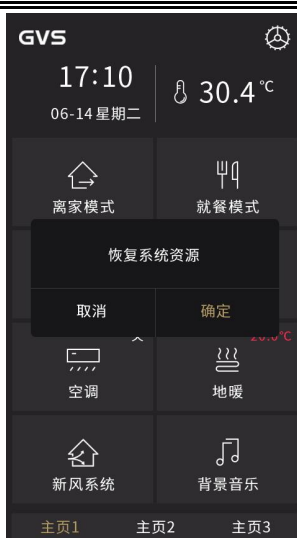 GVS
17:10
06-14 星期二
30.4℃
离家模式
就餐模式
恢复系统资源
取消
确定
20.0℃
空调
地暖
新风系统
背景音乐
主页1
主页2
主页3